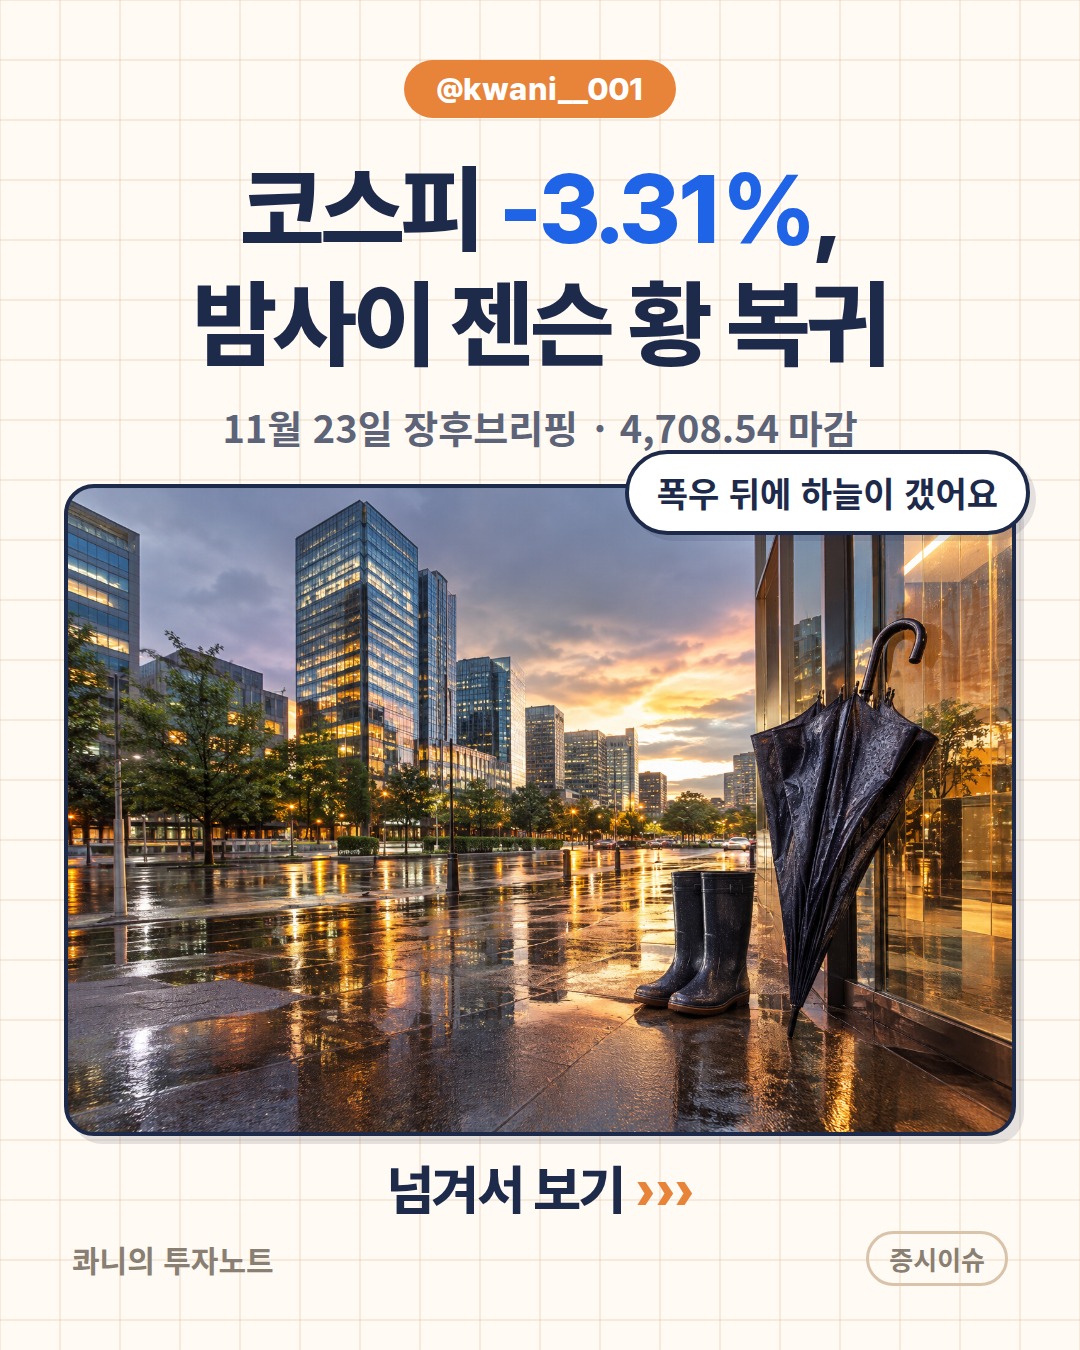 @kwani__001
코스피 -3.31%,
밤사이 젠슨 황 복귀
11월 23일 장후브리핑 · 4,708.54 마감
폭우 뒤에 하늘이 갰어요
넘겨서 보기 ›››
콰니의 투자노트
증시이슈